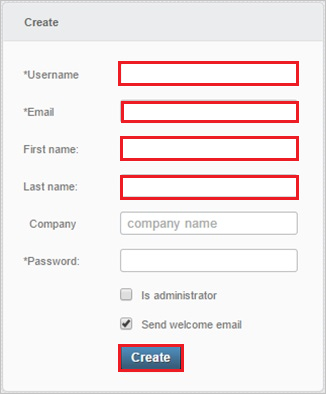 Create
*Username
*Email
First name:
Last name:
Company company name
*Password:
Is administrator
Send welcome email
Create